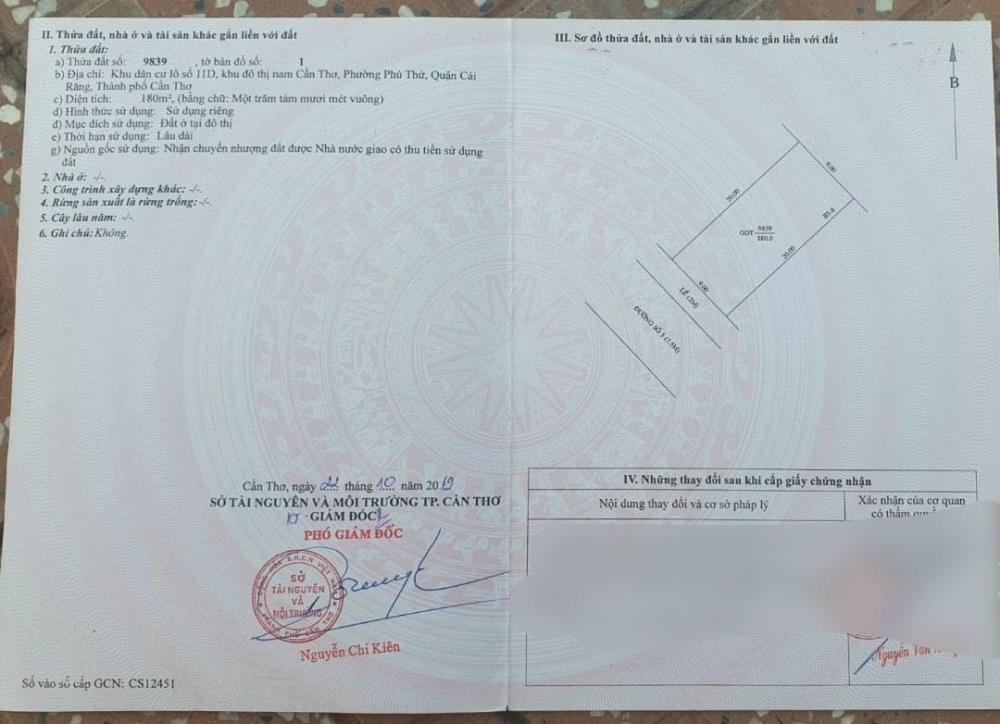 II. Thửa đất, nhà ở và tài sản khác gắn liền với đất
1. Thửa đất:
a) Thửa đất số: 9839 , tờ bản đồ số: 1
b) Địa chỉ: Khu dân cư lô số 11D, khu đô thị nam Cần Thơ, Phường Phú Thứ, Quận Cái
Răng, Thành phố Cần Thơ
c) Diện tích: 180m², (bằng chữ: Một trăm tám mươi mét vuông)
d) Hình thức sử dụng: Sử dụng riêng
đ) Mục đích sử dụng: Đất ở tại đô thị
e) Thời hạn sử dụng: Lâu dài
g) Nguồn gốc sử dụng: Nhận chuyển nhượng đất được Nhà nước giao có thu tiền sử dụng
đất
2. Nhà ở: -/-.
3. Công trình xây dựng khác: -/-.
4. Rừng sản xuất là rừng trồng: -/-.
5. Cây lâu năm: -/-.
6. Ghi chú: Không.
Cần Thơ, ngày tháng 10 năm 2019
SỞ TÀI NGUYÊN VÀ MÔI TRƯỜNG TP. CẦN THƠ
GIÁM ĐỐC
PHÓ GIÁM ĐỐC
SỞ
TÀI NGUYÊN
VÀ
MÔI TRƯỜNG
Nguyễn Chí Kiên
Số vào sổ cấp GCN: CS12451
III. Sơ đồ thửa đất, nhà ở và tài sản khác gắn liền với đất
B
20.00
9.00
85.8
ODT 9839
180.0
20.00
9.00
LỀ (3M)
ĐƯỜNG SỐ 5 (7.5M)
IV. Những thay đổi sau khi cấp giấy chứng nhận
Nội dung thay đổi và cơ sở pháp lý
Xác nhận của cơ quan
có thẩm
Nguyễn Văn